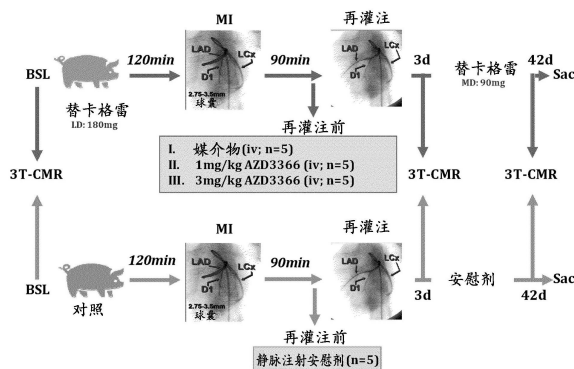 MI
再灌注
120min
90min
3d
42d
BSL
LAD
LCx
D1
2.75-3.5mm
球囊
LAD
LCx
D1
替卡格雷
MD: 90mg
Sac
替卡格雷
LD: 180mg
再灌注前
I. 媒介物(iv; n=5)
II. 1mg/kg AZD3366 (iv; n=5)
III. 3mg/kg AZD3366 (iv; n=5)
3T-CMR
3T-CMR
3T-CMR
MI
再灌注
120min
90min
LAD
LCx
D1
2.75-3.5mm
球囊
LAD
LCx
D1
安慰剂
BSL
对照
3d
42d
Sac
再灌注前
静脉注射安慰剂(n=5)